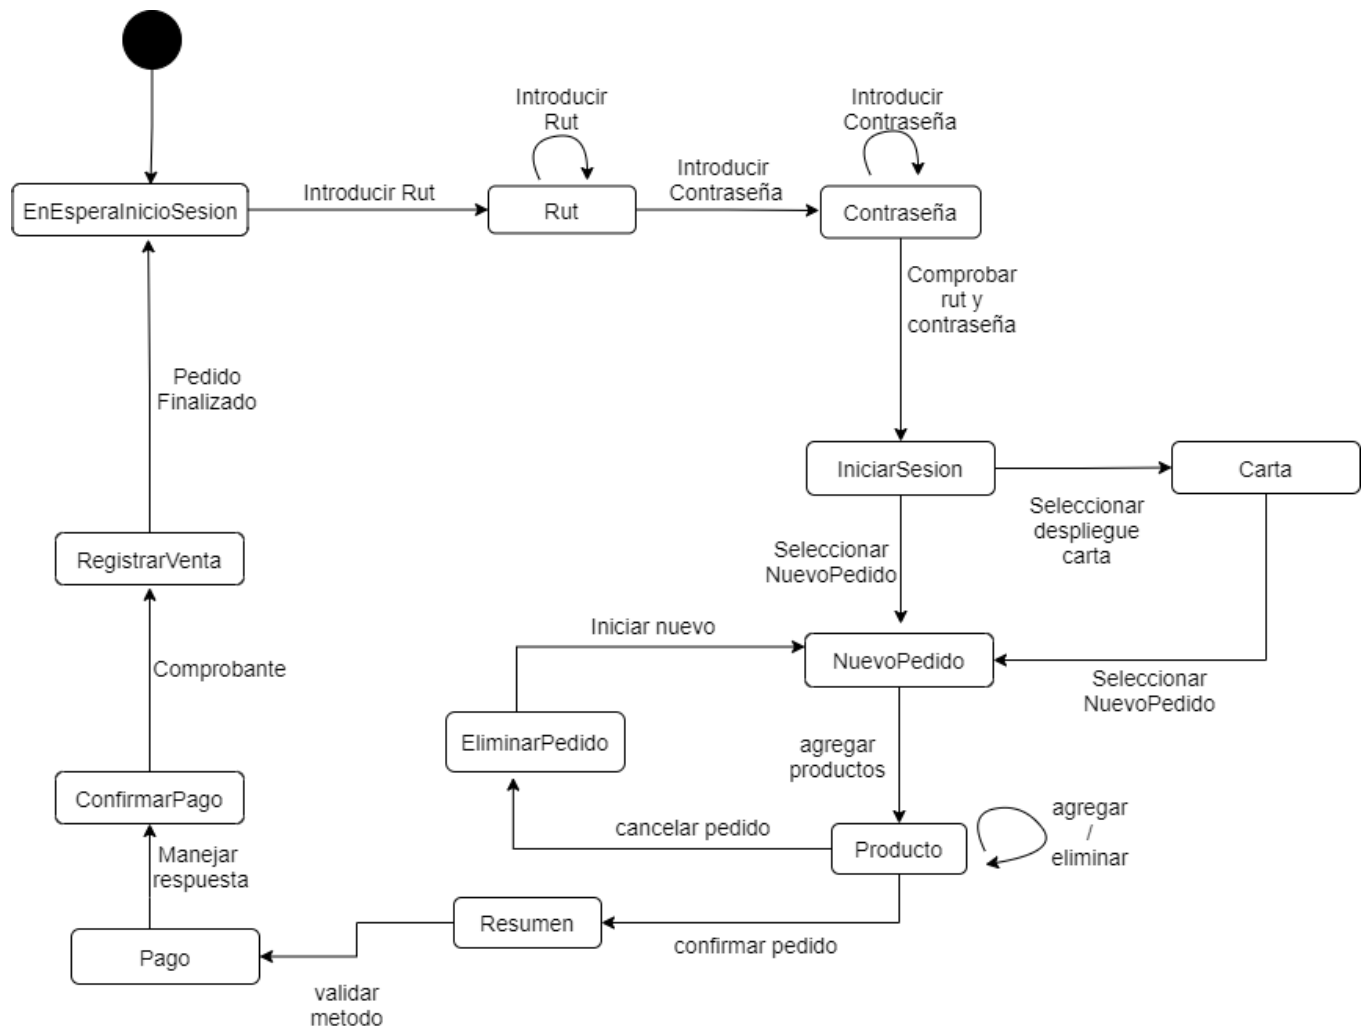 Introducir
Rut
Introducir
Contraseña
EnEsperaInicioSesion
Introducir Rut
Rut
Introducir
Contraseña
Contraseña
Comprobar
rut y
contraseña
Pedido
Finalizado
IniciarSesion
Carta
Seleccionar
despliegue
carta
Seleccionar
NuevoPedido
RegistrarVenta
Iniciar nuevo
NuevoPedido
Seleccionar
NuevoPedido
Comprobante
EliminarPedido
agregar
productos
ConfirmarPago
cancelar pedido
Producto
agregar
/
eliminar
Manejar
respuesta
Resumen
confirmar pedido
Pago
validar
metodo